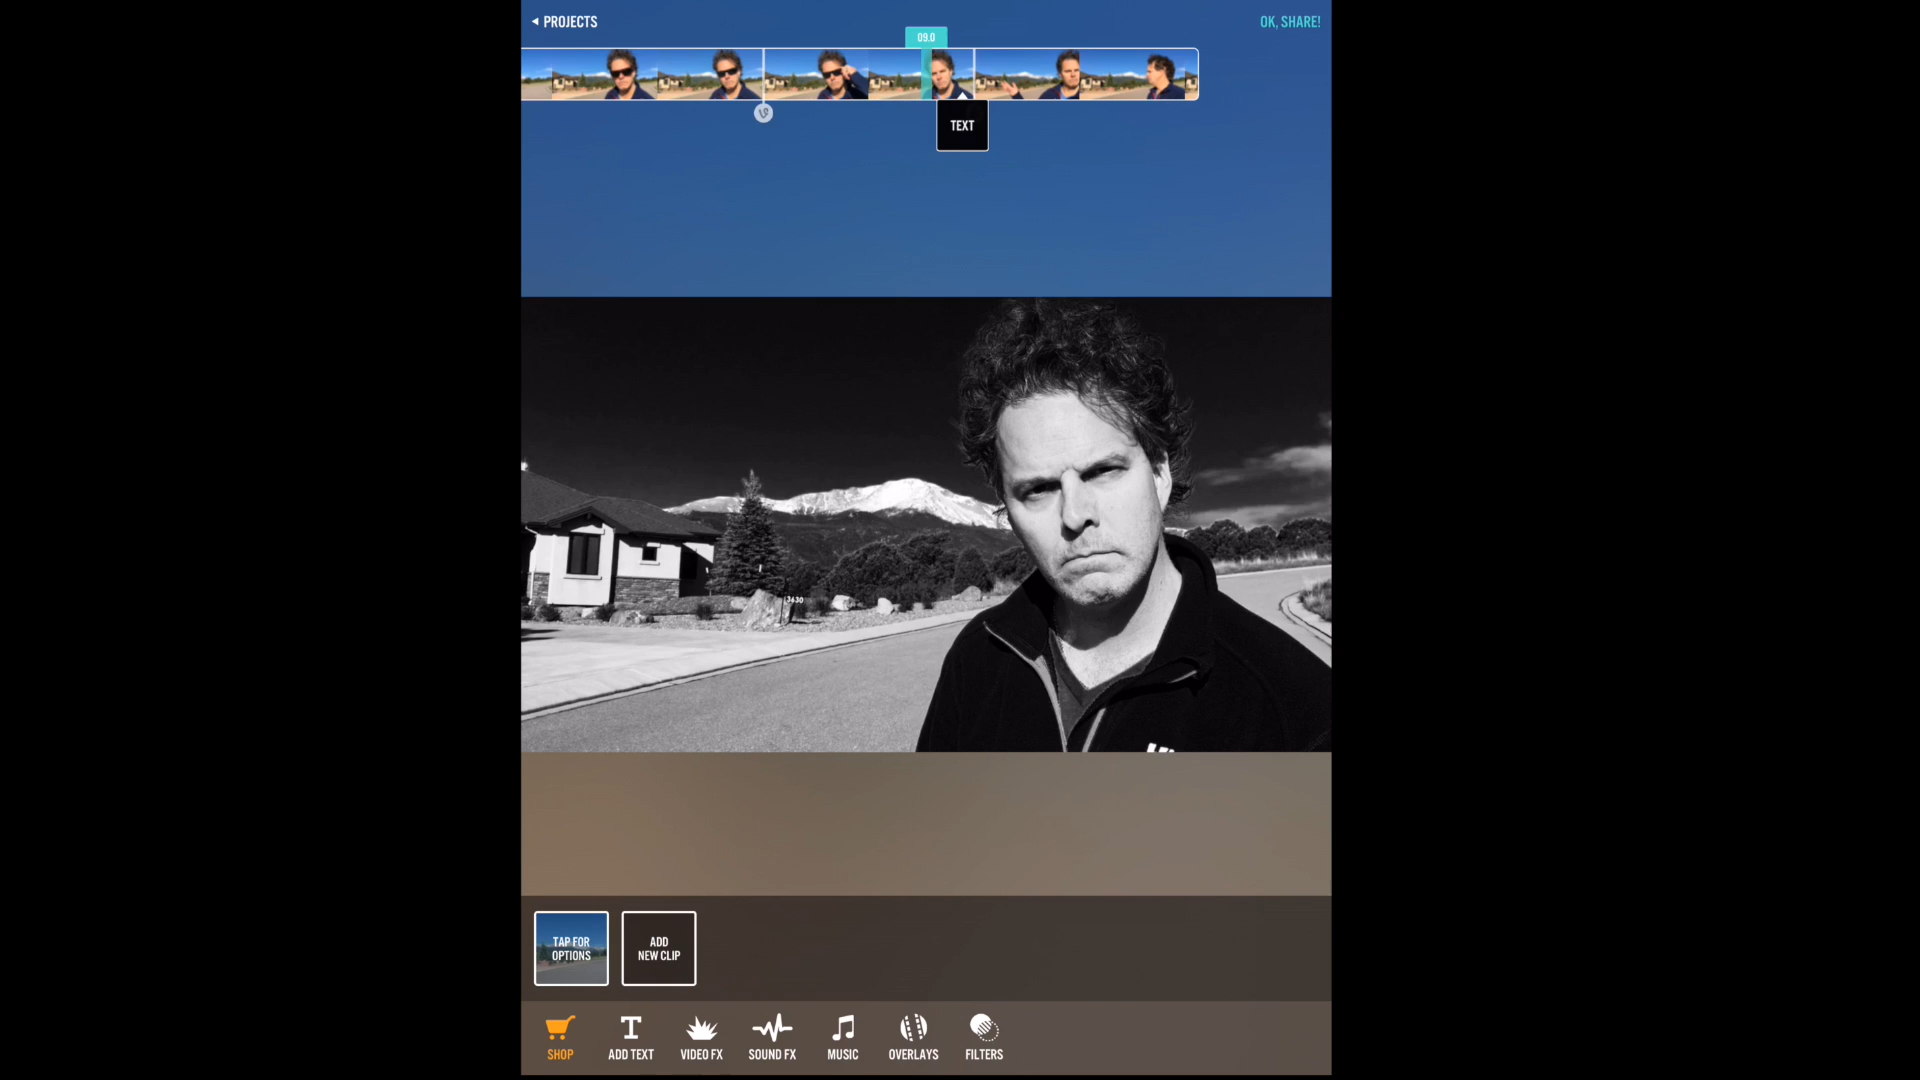 PROJECTS
OK, SHARE!
09.0
TEXT
3430
TAP FOR
OPTIONS
ADD
NEW CLIP
SHOP
ADD TEXT
VIDEO FX
SOUND FX
MUSIC
OVERLAYS
FILTERS